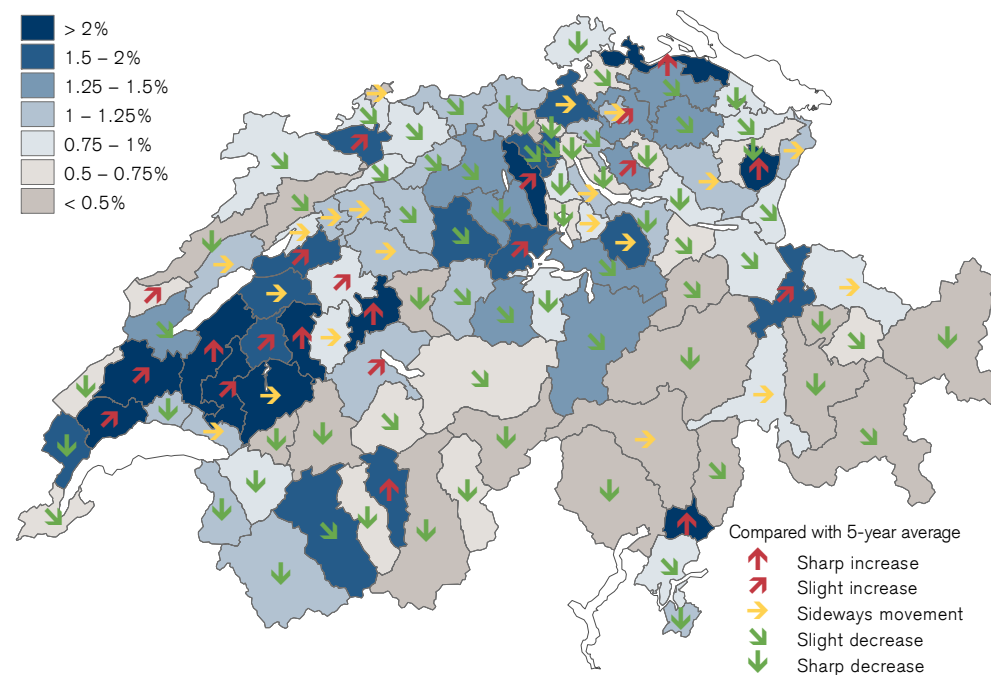 > 2%
1.5 – 2%
1.25 – 1.5%
1 – 1.25%
0.75 – 1%
0.5 – 0.75%
< 0.5%
Compared with 5-year average
Sharp increase
Slight increase
Sideways movement
Slight decrease
Sharp decrease